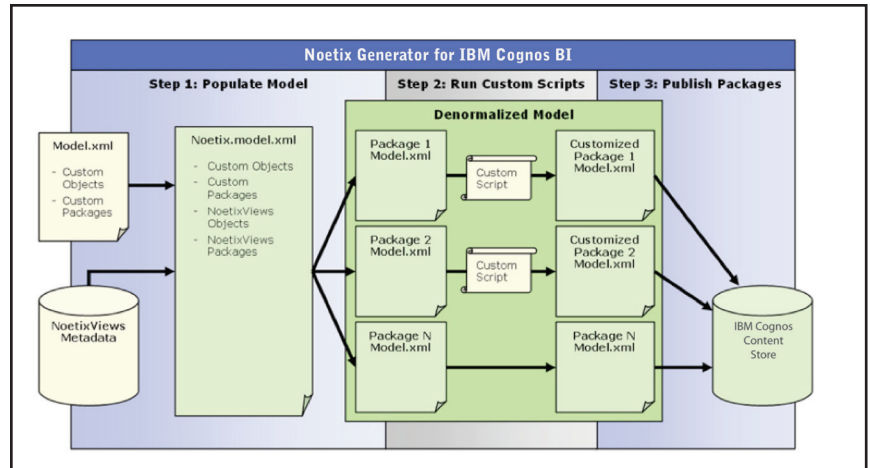 Noetix Generator for IBM Cognos BI
Step 1: Populate Model
Step 2: Run Custom Scripts
Step 3: Publish Packages
Denormalized Model
Model.xml
- Custom
Objects
- Custom
Packages
NoetixViews
Metadata
Noetix.model.xml
- Custom Objects
- Custom
Packages
- NoetixViews
Objects
- NoetixViews
Packages
Package 1
Model.xml
Custom
Script
Customized
Package 1
Model.xml
Package 2
Model.xml
Custom
Script
Customized
Package 2
Model.xml
Package N
Model.xml
Package N
Model.xml
IBM Cognos
Content
Store